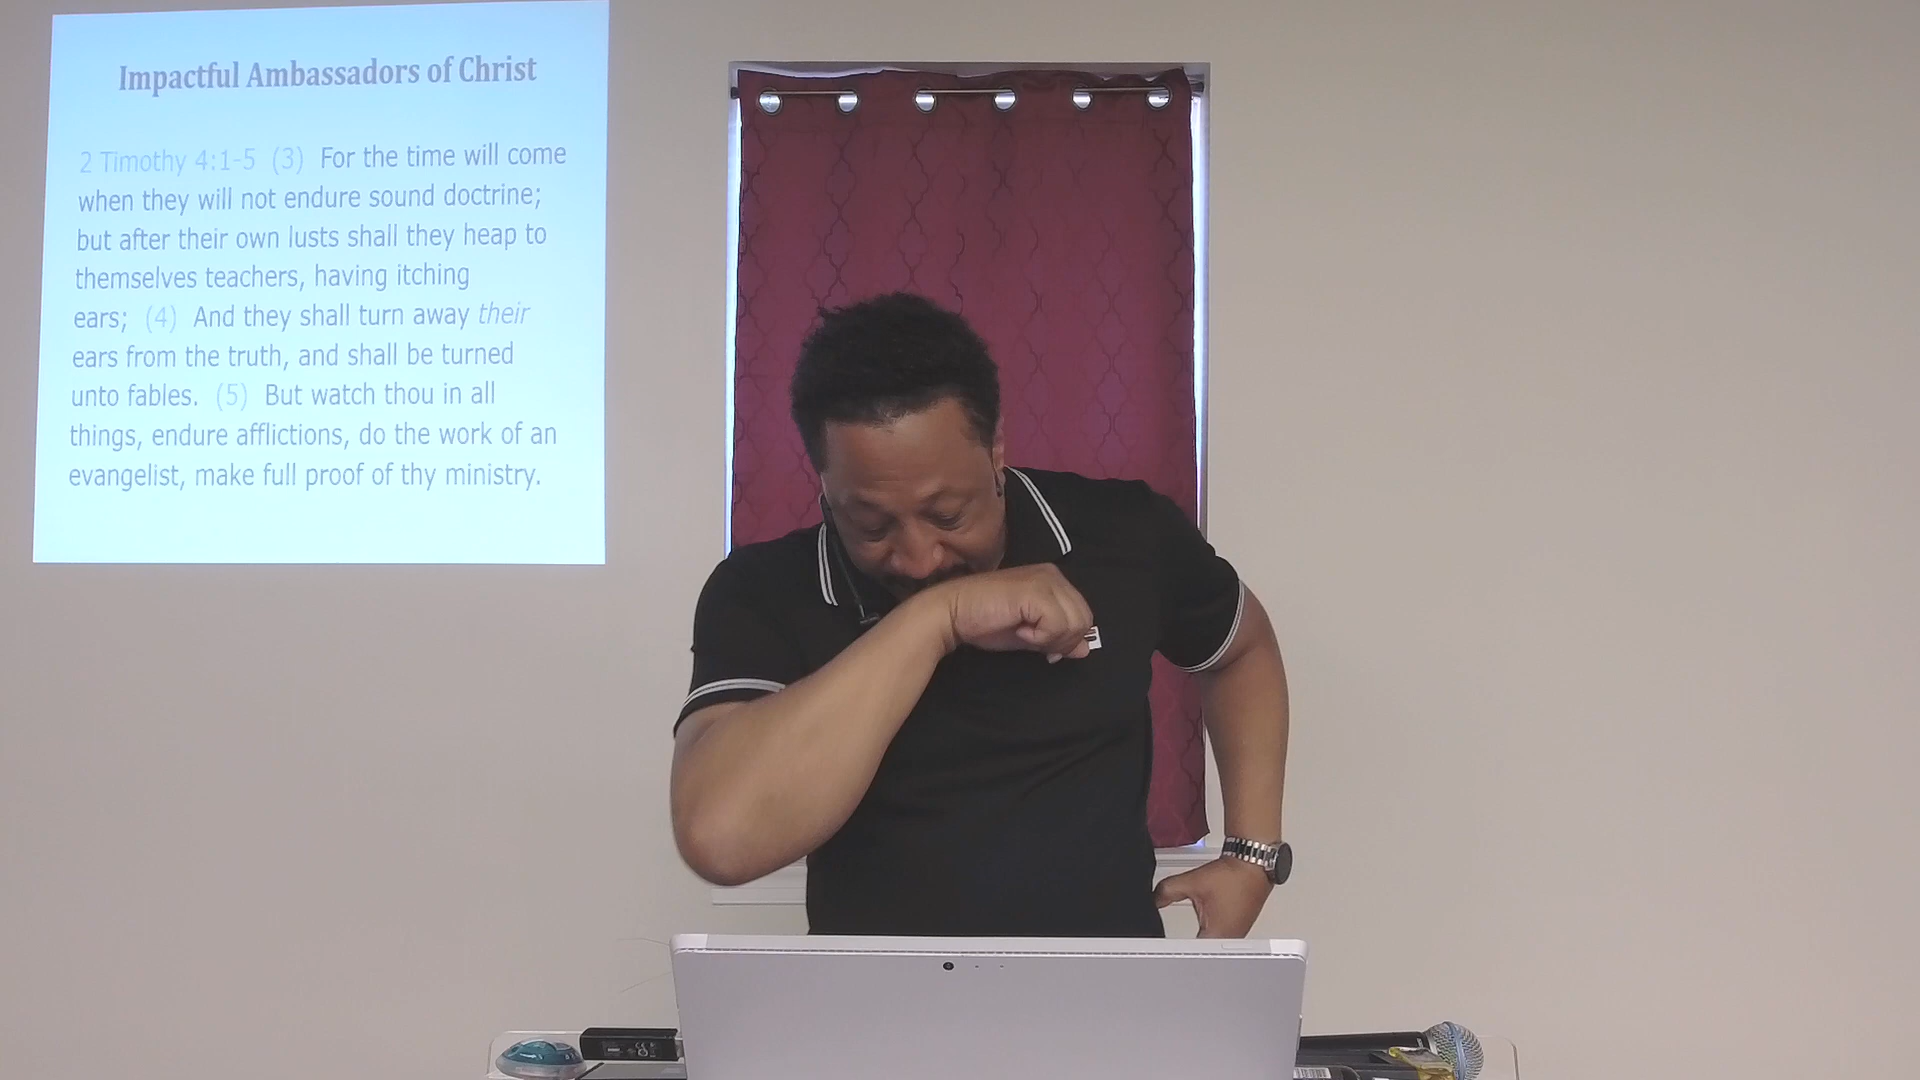 Impactful Ambassadors of Christ
2 Timothy 4:1-5 (3) For the time will come
when they will not endure sound doctrine;
but after their own lusts shall they heap to
themselves teachers, having itching
ears; (4) And they shall turn away their
ears from the truth, and shall be turned
unto fables. (5) But watch thou in all
things, endure afflictions, do the work of an
evangelist, make full proof of thy ministry.